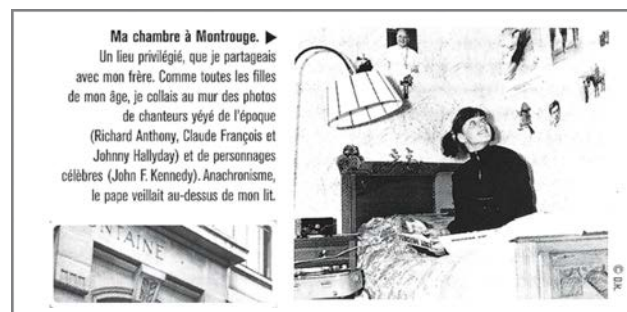 Ma chambre à Montrouge. ▶
Un lieu privilégié, que je partageais
avec mon frère. Comme toutes les filles
de mon âge, je collais au mur des photos
de chanteurs yéyé de l'époque
(Richard Anthony, Claude François et
Johnny Hallyday) et de personnages
célèbres (John F. Kennedy). Anachronisme,
le pape veillait au-dessus de mon lit.
ENTAINE
© D.R.